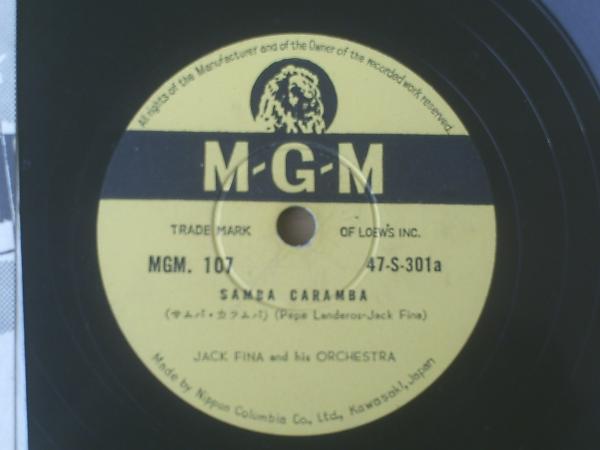 All rights of the Manufacturer and of the Owner of the recorded work reserved.
M-G-M
TRADE MARK OF LOEW'S INC.
MGM. 107 47-S-301a
SAMBA CARAMBA
(サムバ・カラムバ) (Pepe Landeros-Jack Fina)
JACK FINA and his ORCHESTRA
Made by Nippon Columbia Co., Ltd., Kawasaki, Japan